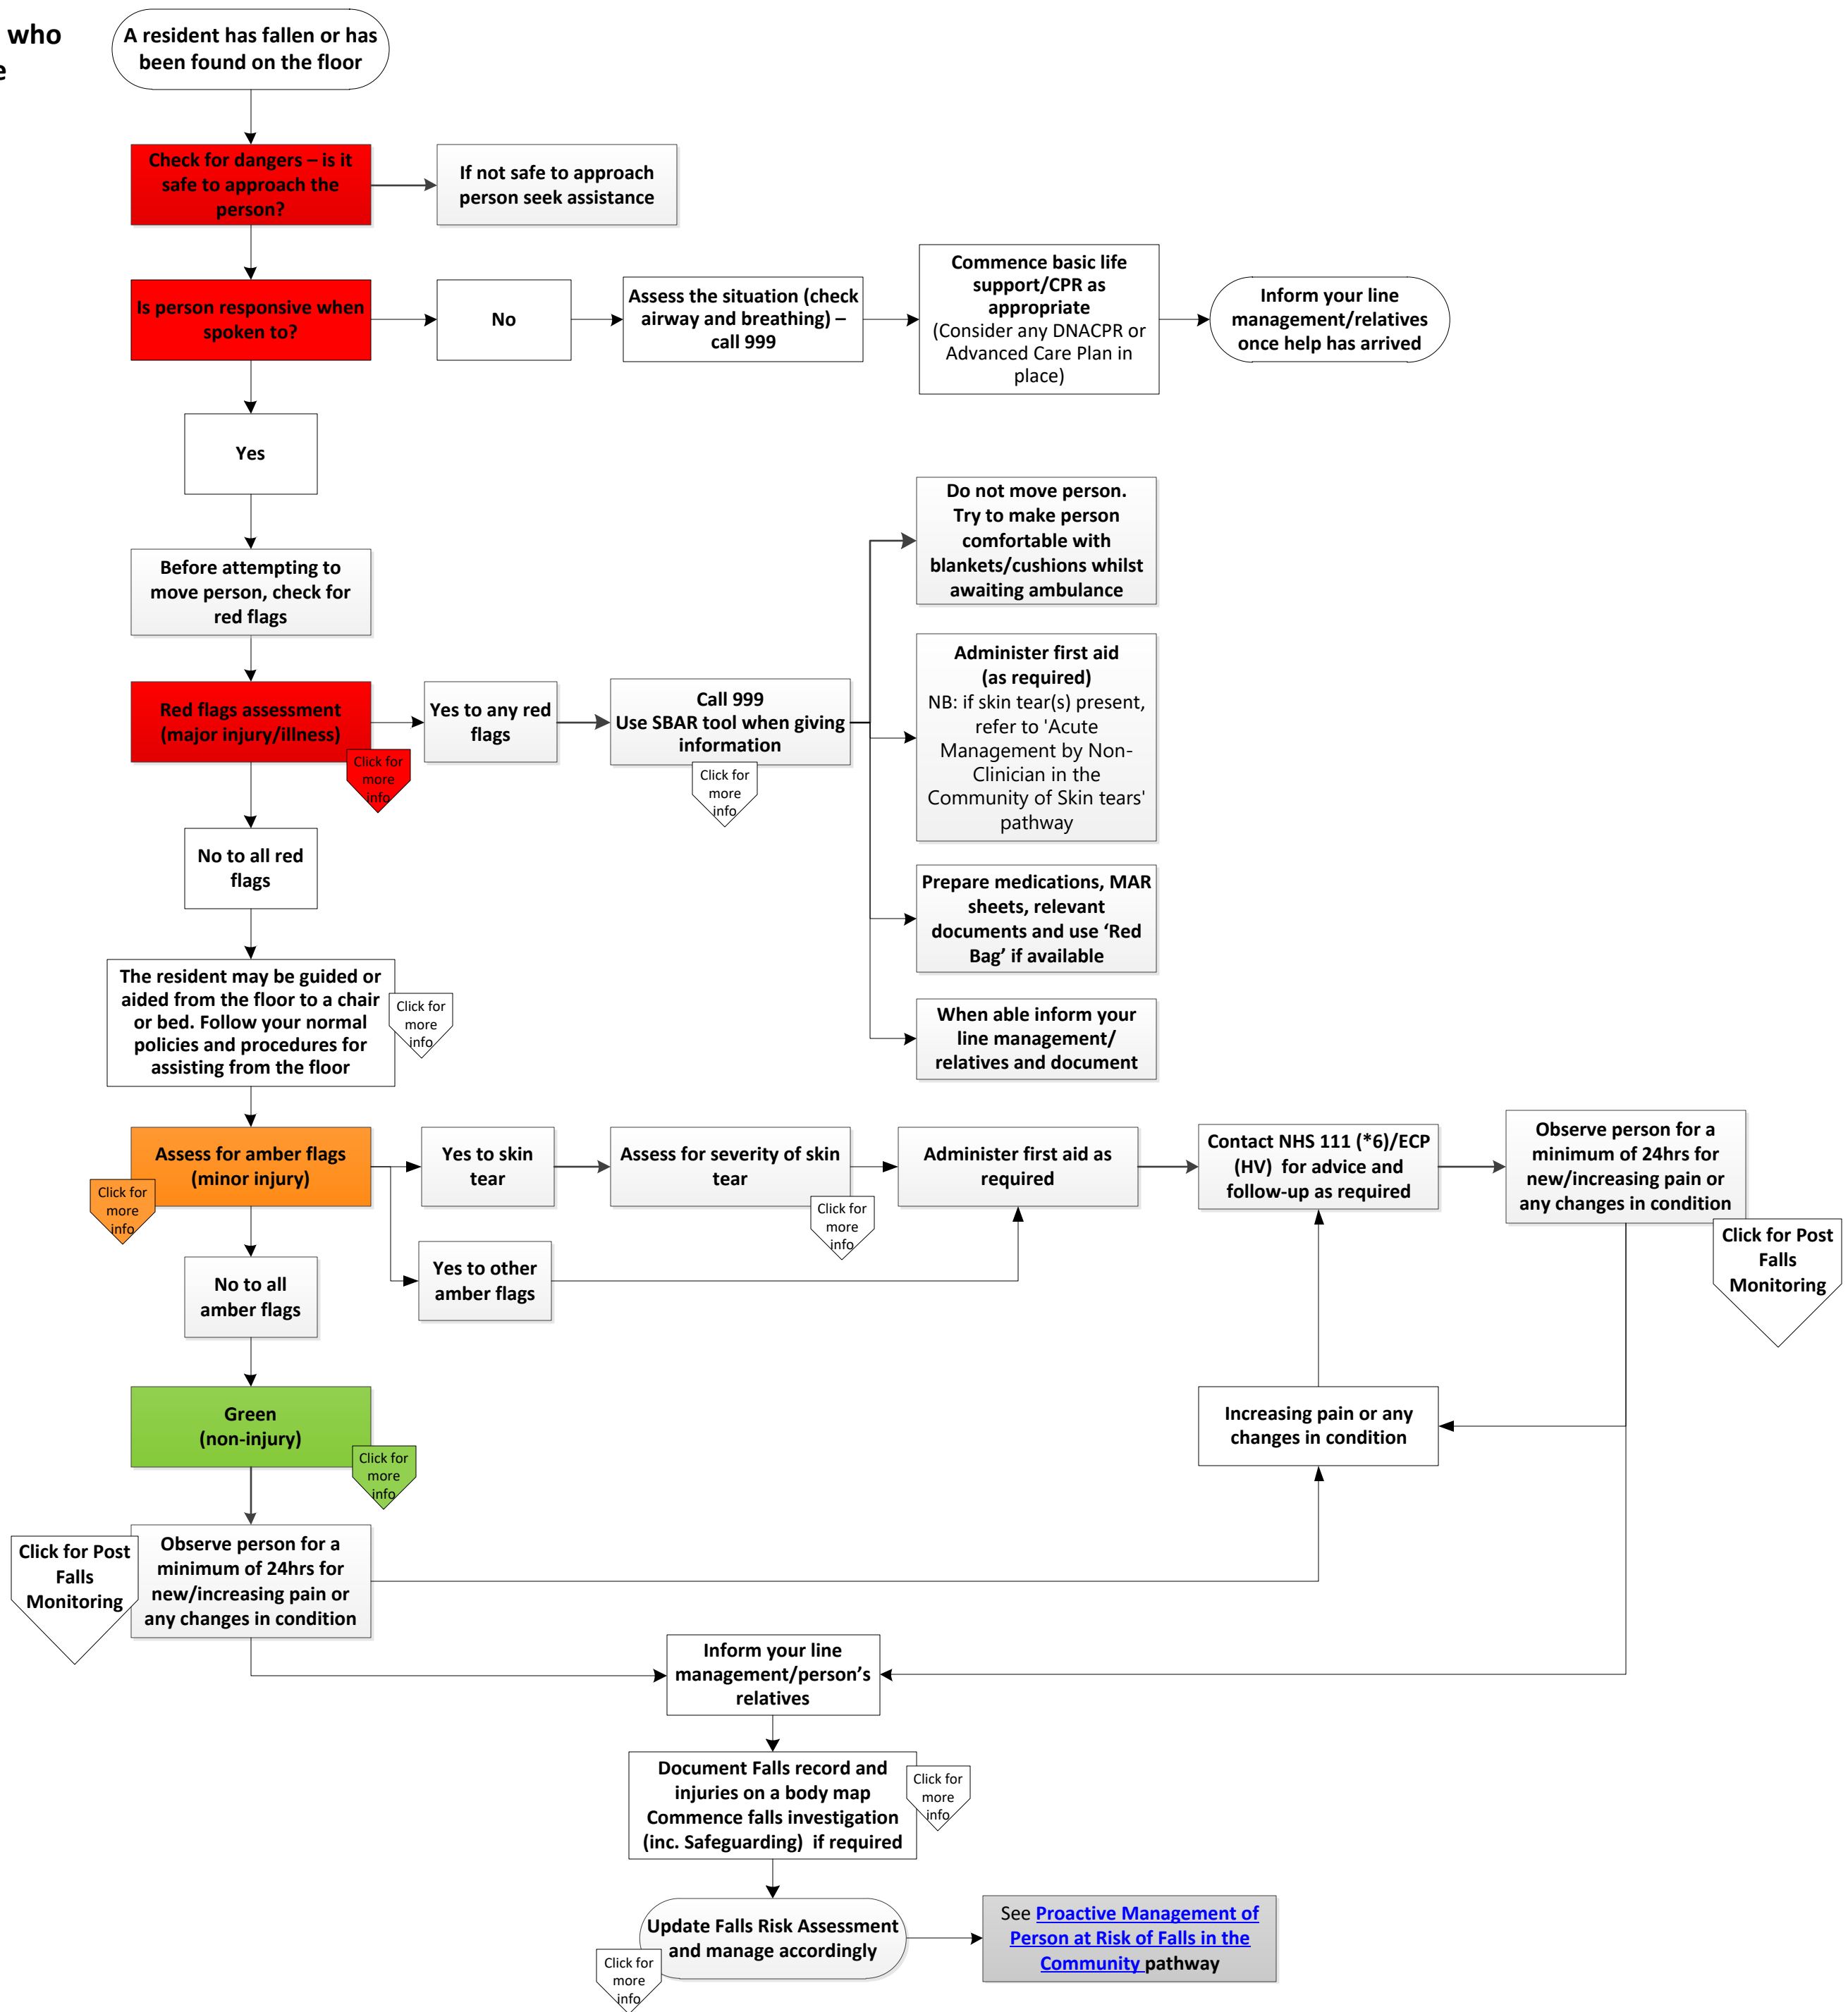 who
e
A resident has fallen or has
been found on the floor
Check for dangers – is it
safe to approach the
person?
If not safe to approach
person seek assistance
Is person responsive when
spoken to?
No
Assess the situation (check
airway and breathing) –
call 999
Commence basic life
support/CPR as
appropriate
(Consider any DNACPR or
Advanced Care Plan in
place)
Inform your line
management/relatives
once help has arrived
Yes
Before attempting to
move person, check for
red flags
Red flags assessment
(major injury/illness)
Click for
more
info
Yes to any red
flags
Call 999
Use SBAR tool when giving
information
Click for
more
info
Do not move person.
Try to make person
comfortable with
blankets/cushions whilst
awaiting ambulance
Administer first aid
(as required)
NB: if skin tear(s) present,
refer to 'Acute
Management by Non-
Clinician in the
Community of Skin tears'
pathway
Prepare medications, MAR
sheets, relevant
documents and use ‘Red
Bag’ if available
When able inform your
line management/
relatives and document
No to all red
flags
The resident may be guided or
aided from the floor to a chair
or bed. Follow your normal
policies and procedures for
assisting from the floor
Click for
more
info
Assess for amber flags
(minor injury)
Click for
more
info
Yes to skin
tear
Assess for severity of skin
tear
Click for
more
info
Administer first aid as
required
Contact NHS 111 (*6)/ECP
(HV) for advice and
follow-up as required
Observe person for a
minimum of 24hrs for
new/increasing pain or
any changes in condition
Click for Post
Falls
Monitoring
Yes to other
amber flags
No to all
amber flags
Green
(non-injury)
Click for
more
info
Increasing pain or any
changes in condition
Click for Post
Falls
Monitoring
Observe person for a
minimum of 24hrs for
new/increasing pain or
any changes in condition
Inform your line
management/person’s
relatives
Document Falls record and
injuries on a body map
Commence falls investigation
(inc. Safeguarding) if required
Click for
more
info
Update Falls Risk Assessment
and manage accordingly
Click for
more
info
See Proactive Management of
Person at Risk of Falls in the
Community pathway